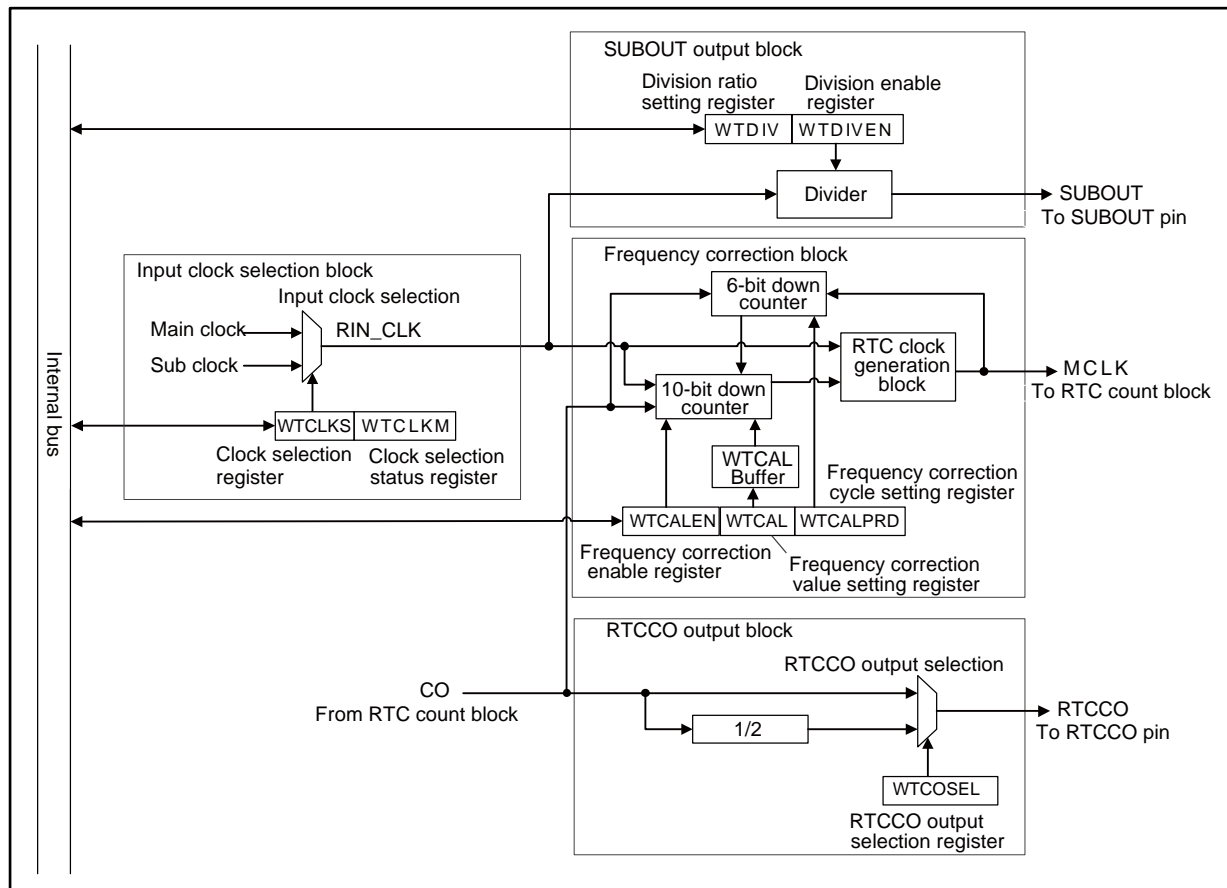 SUBOUT output block
Division ratio
setting register
Division enable
register
WTDIV
WTDIVEN
Divider
SUBOUT
To SUBOUT pin
Input clock selection block
Input clock selection
Main clock
Sub clock
RIN_CLK
WTCLKS
WTCLKM
Clock selection
register
Clock selection
status register
Internal bus
Frequency correction block
6-bit down
counter
RTC clock
generation
block
10-bit down
counter
MCLK
To RTC count block
WTCAL
Buffer
Frequency correction
cycle setting register
WTCALEN
WTCAL
WTCALPRD
Frequency correction
enable register
Frequency correction
value setting register
RTCCO output block
RTCCO output selection
CO
From RTC count block
1/2
RTCCO
To RTCCO pin
WTCOSEL
RTCCO output
selection register